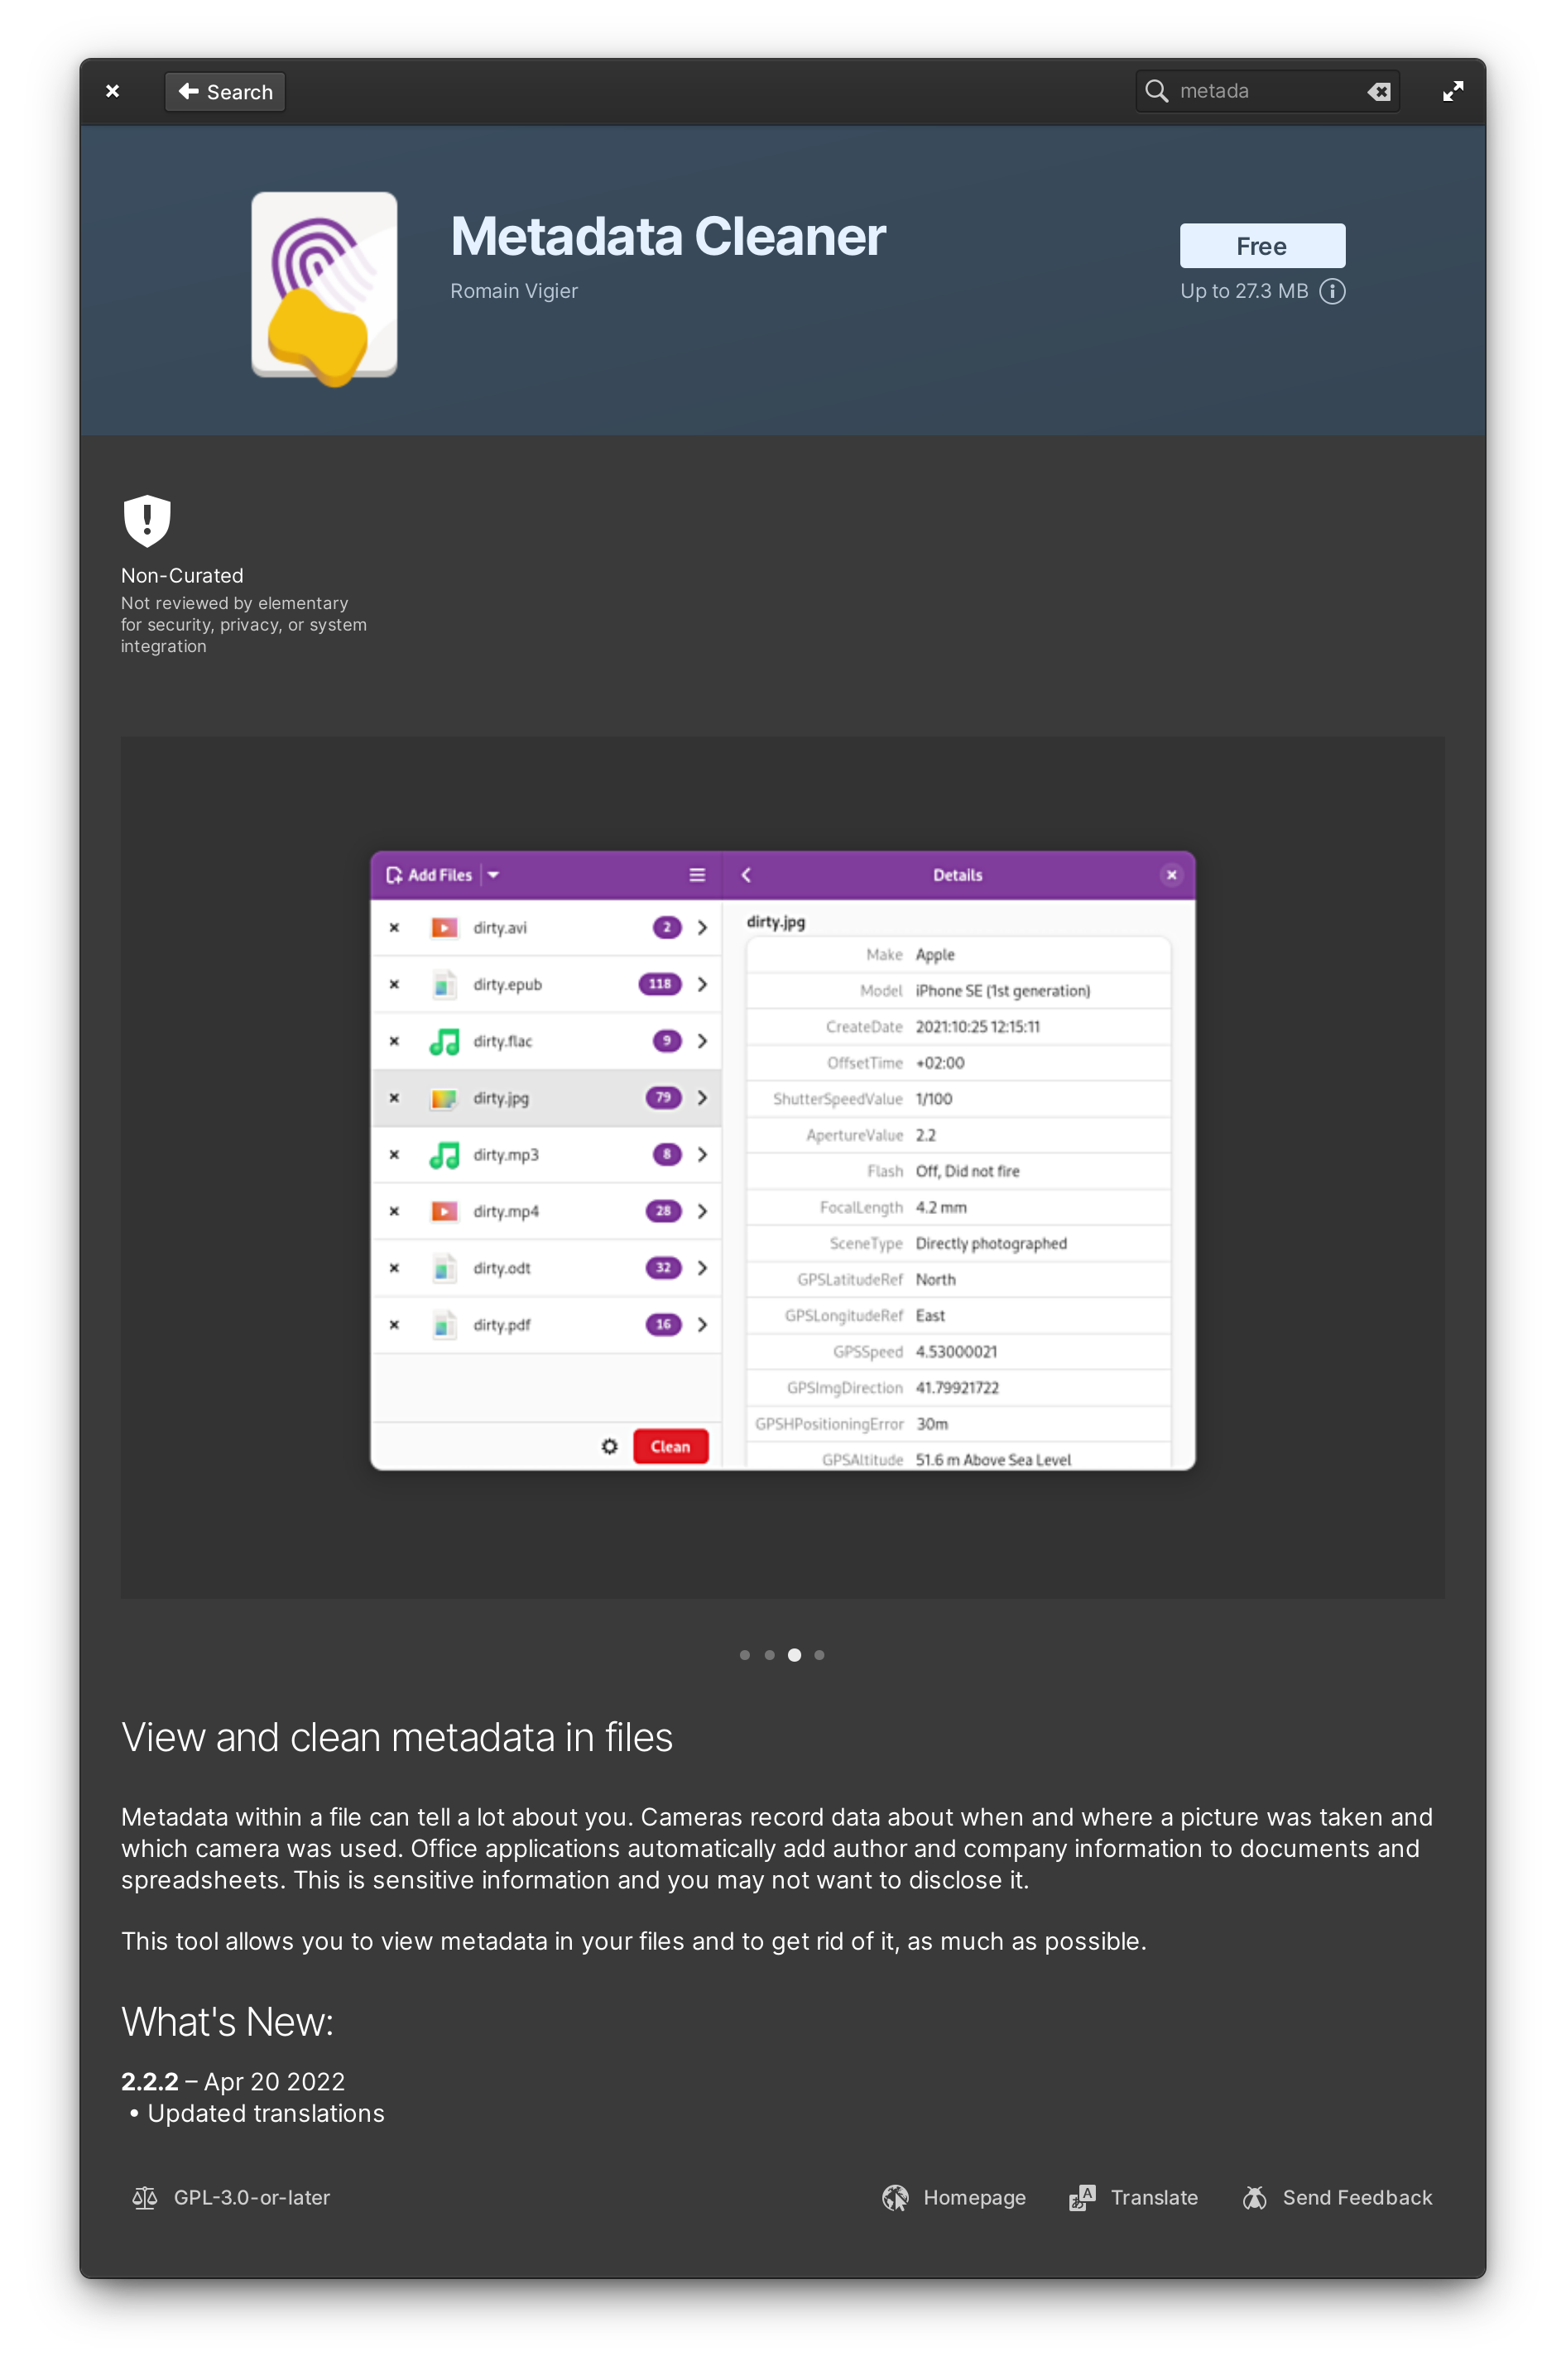 Search
metada
Metadata Cleaner
Romain Vigier
Free
Up to 27.3 MB
Non-Curated
Not reviewed by elementary
for security, privacy, or system
integration
Add Files
dirty.avi 2
dirty.epub 118
dirty.flac 9
dirty.jpg 79
dirty.mp3 8
dirty.mp4 28
dirty.odt 32
dirty.pdf 16
Clean
Details
dirty.jpg
Make Apple
Model iPhone SE (1st generation)
CreateDate 2021:10:25 12:15:11
OffsetTime +02:00
ShutterSpeedValue 1/100
ApertureValue 2.2
Flash Off, Did not fire
FocalLength 4.2 mm
SceneType Directly photographed
GPSLatitudeRef North
GPSLongitudeRef East
GPSSpeed 4.53000021
GPSImgDirection 41.79921722
GPSHPositioningError 30m
GPSAltitude 51.6 m Above Sea Level
View and clean metadata in files
Metadata within a file can tell a lot about you. Cameras record data about when and where a picture was taken and
which camera was used. Office applications automatically add author and company information to documents and
spreadsheets. This is sensitive information and you may not want to disclose it.
This tool allows you to view metadata in your files and to get rid of it, as much as possible.
What's New:
2.2.2 – Apr 20 2022
• Updated translations
GPL-3.0-or-later
Homepage
Translate
Send Feedback